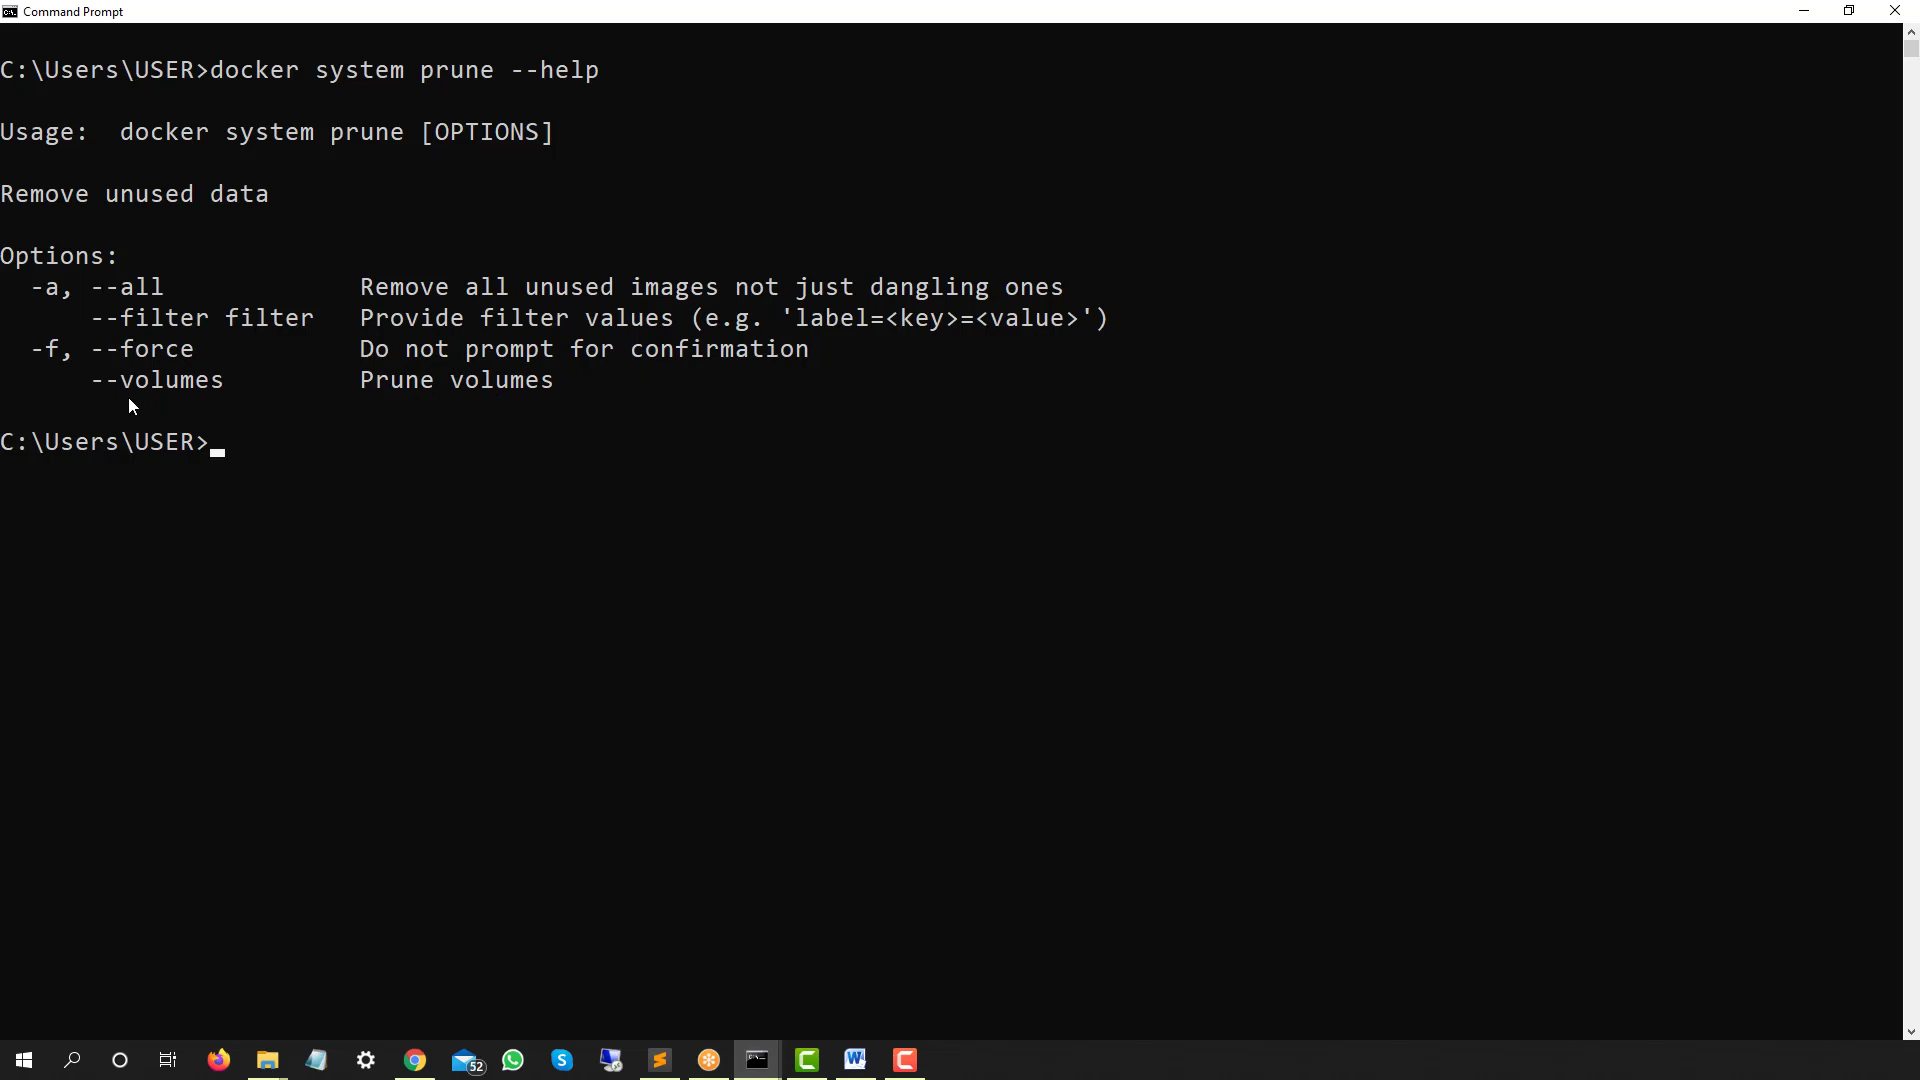 Command Prompt
C:\Users\USER>docker system prune --help
Usage:  docker system prune [OPTIONS]
Remove unused data
Options:
  -a, --all             Remove all unused images not just dangling ones
      --filter filter   Provide filter values (e.g. 'label=<key>=<value>')
  -f, --force           Do not prompt for confirmation
      --volumes         Prune volumes
C:\Users\USER>
52